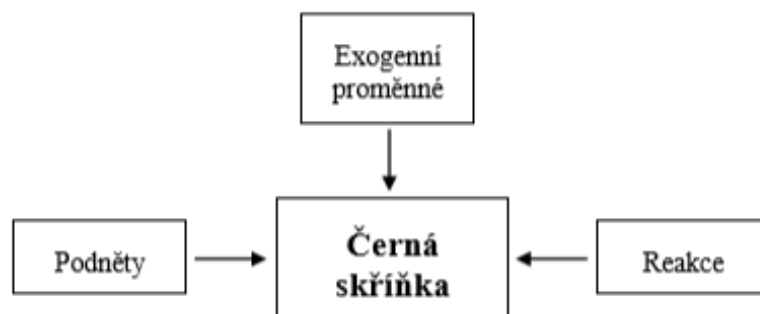 Exogenní
proměnné
Podněty
Černá
skříňka
Reakce